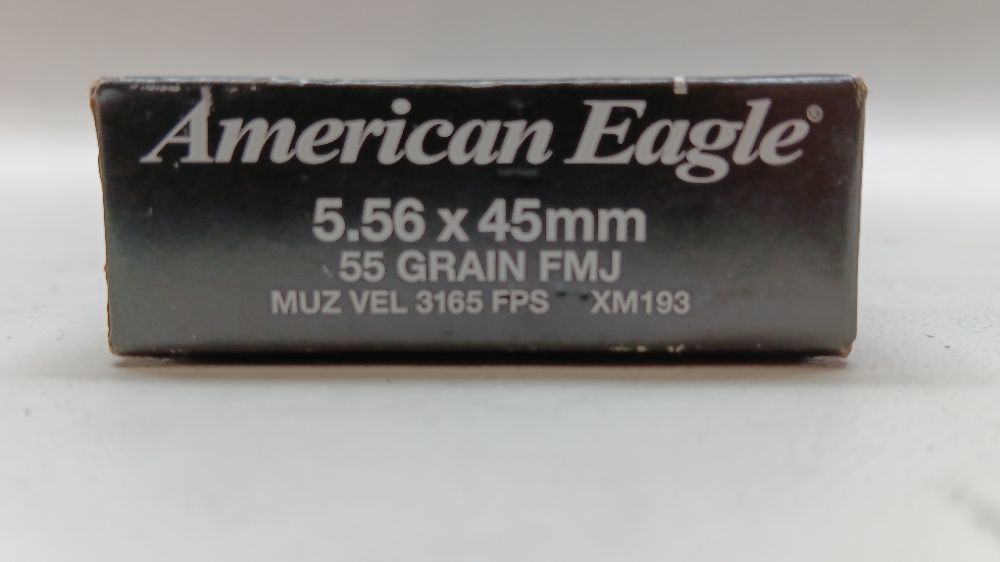 American Eagle®
5.56 x 45mm
55 GRAIN FMJ
MUZ VEL 3165 FPS XM193